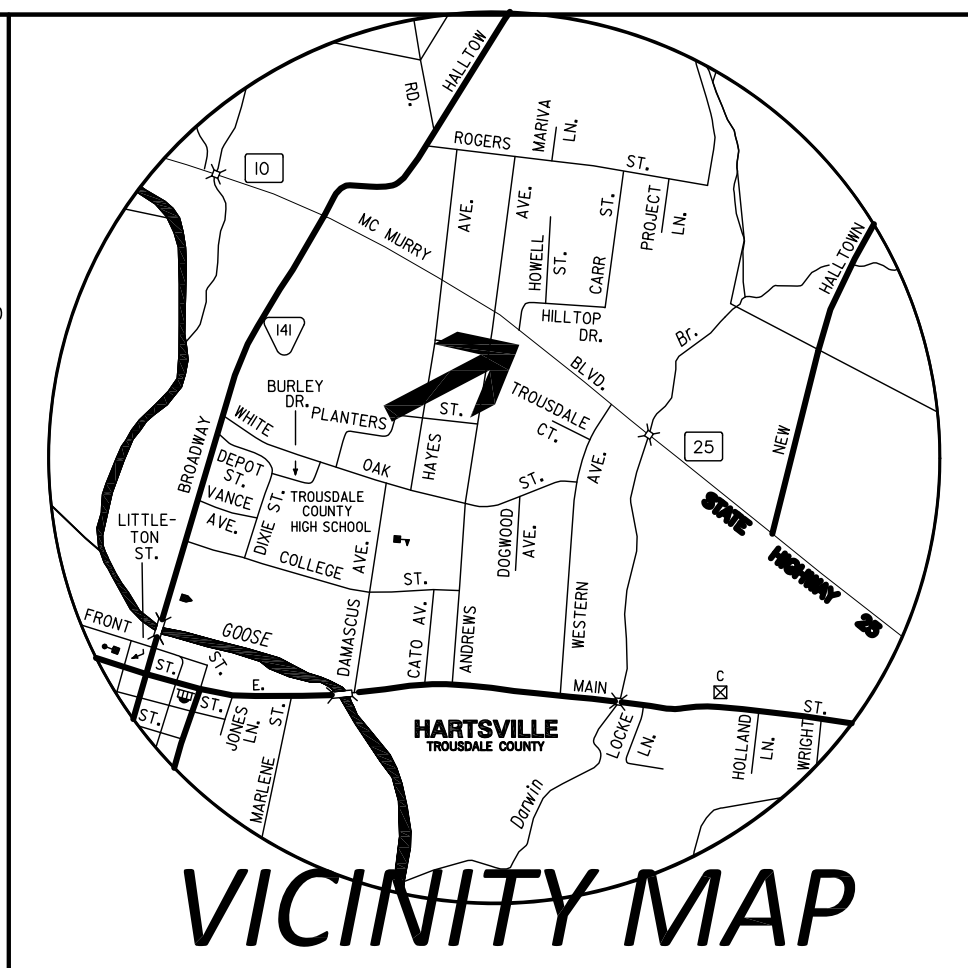 HALLTOW
RD.
ROGERS
MARIVA
LN.
ST.
10
AVE.
AVE.
ST.
PROJECT
LN.
MC MURRY
HOWELL
ST.
CARR
HALLTOWN
141
HILLTOP
DR.
Br.
BLVD.
BURLEY
DR.
PLANTERS
ST.
TROUSDALE
CT.
WHITE
BROADWAY
OAK
HAYES
ST.
AVE.
25
NEW
DEPOT
ST.
VANCE
AVE.
DIXIE ST.
TROUSDALE
COUNTY
HIGH SCHOOL
AVE.
DOGWOOD
AVE.
STATE
HIGHWAY
25
LITTLE-
TON
ST.
COLLEGE
ST.
FRONT
GOOSE
DAMASCUS
CATO AV.
ANDREWS
WESTERN
ST.
ST.
E.
MAIN
C
ST.
ST.
ST.
JONES
LN.
ST.
MARLENE
HARTSVILLE
TROUSDALE COUNTY
LOCKE
LN.
HOLLAND
LN.
WRIGHT
Darwin
VICINITY MAP